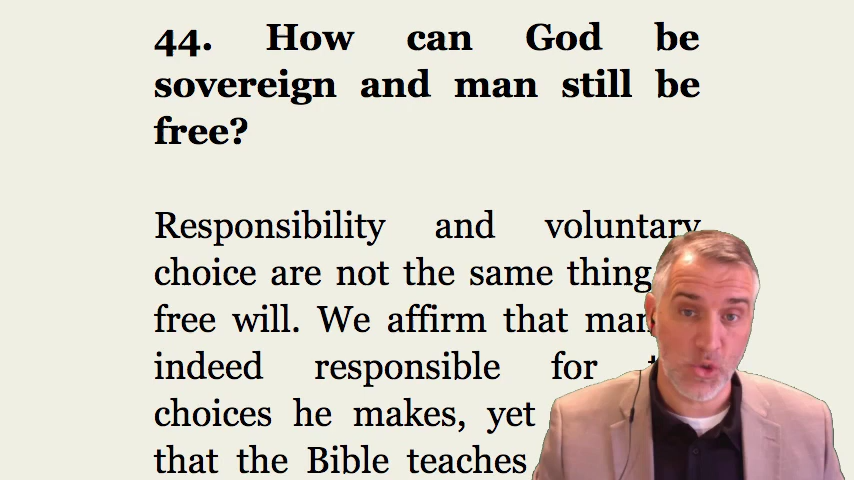 44. How can God be
sovereign and man still be
free?
Responsibility and voluntary
choice are not the same thing
free will. We affirm that man
indeed responsible for
choices he makes, yet
that the Bible teaches